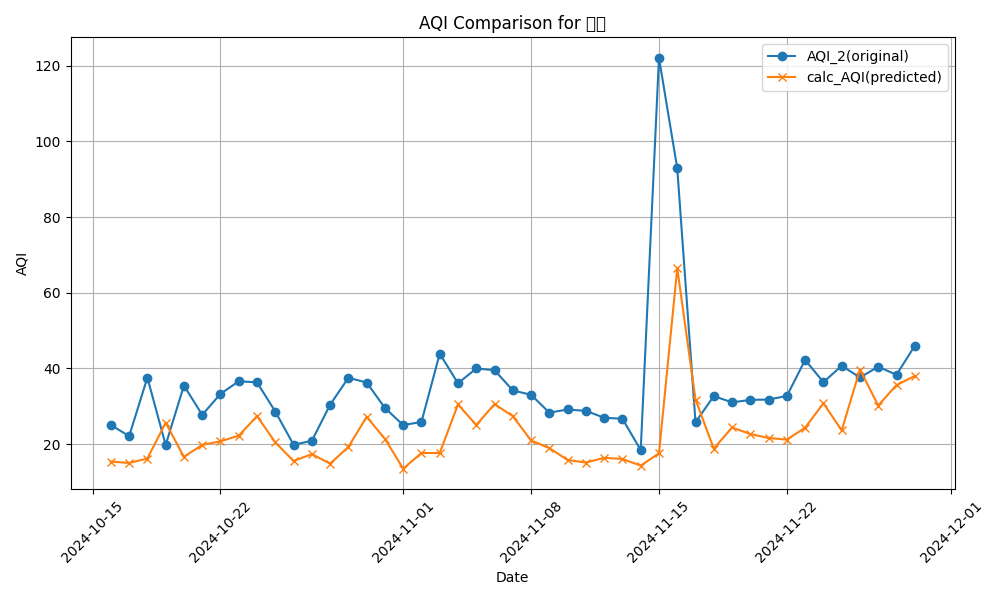 AQI Comparison for
AQI_2(original)
calc_AQI(predicted)
120
100
80
60
40
20
AQI
2024-10-15
2024-10-22
2024-11-01
2024-11-08
2024-11-15
2024-11-22
2024-12-01
Date